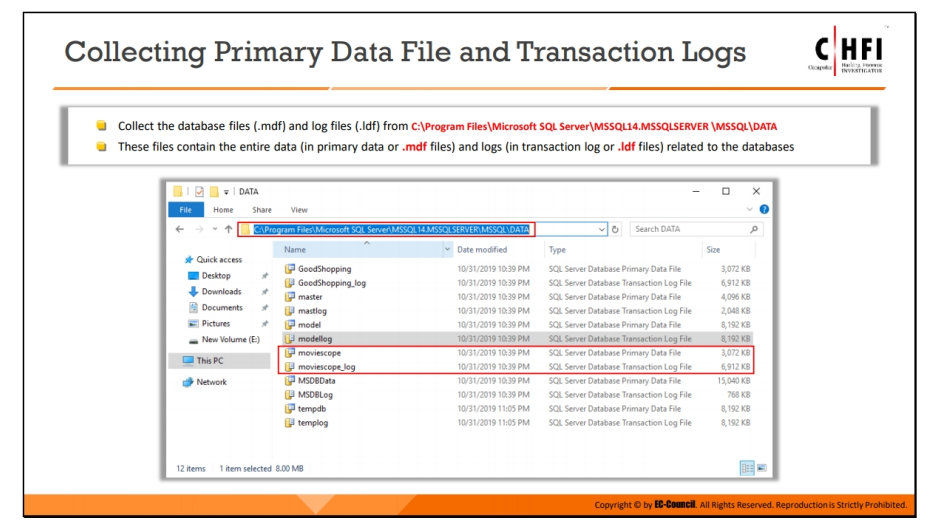 Collecting Primary Data File and Transaction Logs
CHFI
Computer Hacking Forensic
INVESTIGATOR
Collect the database files (.mdf) and log files (.ldf) from C:\Program Files\Microsoft SQL Server\MSSQL14.MSSQLSERVER \MSSQL\DATA
These files contain the entire data (in primary data or .mdf files) and logs (in transaction log or .ldf files) related to the databases
DATA
File Home Share View
C:\Program Files\Microsoft SQL Server\MSSQL14.MSSQLSERVER\MSSQL\DATA
Search DATA
Name Date modified Type Size
Quick access
Desktop
Downloads
Documents
Pictures
New Volume (E:)
This PC
Network
GoodShopping 10/31/2019 10:39 PM SQL Server Database Primary Data File 3,072 KB
GoodShopping_log 10/31/2019 10:39 PM SQL Server Database Transaction Log File 6,912 KB
master 10/31/2019 10:39 PM SQL Server Database Primary Data File 4,096 KB
mastlog 10/31/2019 10:39 PM SQL Server Database Transaction Log File 2,048 KB
model 10/31/2019 10:39 PM SQL Server Database Primary Data File 8,192 KB
modellog 10/31/2019 10:39 PM SQL Server Database Transaction Log File 8,192 KB
moviescope 10/31/2019 10:39 PM SQL Server Database Primary Data File 3,072 KB
moviescope_log 10/31/2019 10:39 PM SQL Server Database Transaction Log File 6,912 KB
MSDBData 10/31/2019 10:39 PM SQL Server Database Primary Data File 15,040 KB
MSDBLog 10/31/2019 10:39 PM SQL Server Database Transaction Log File 768 KB
tempdb 10/31/2019 11:05 PM SQL Server Database Primary Data File 8,192 KB
templog 10/31/2019 11:05 PM SQL Server Database Transaction Log File 8,192 KB
12 items 1 item selected 8.00 MB
Copyright © by EC-Council. All Rights Reserved. Reproduction is Strictly Prohibited.